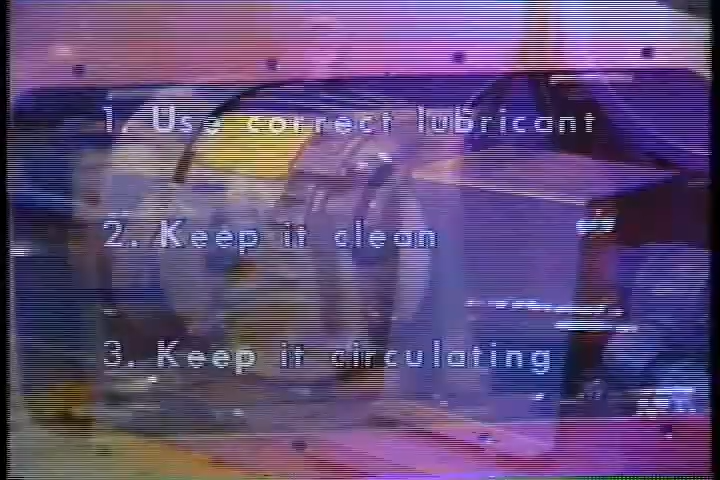 1. Use correct lubricant
2. Keep it clean
3. Keep it circulating